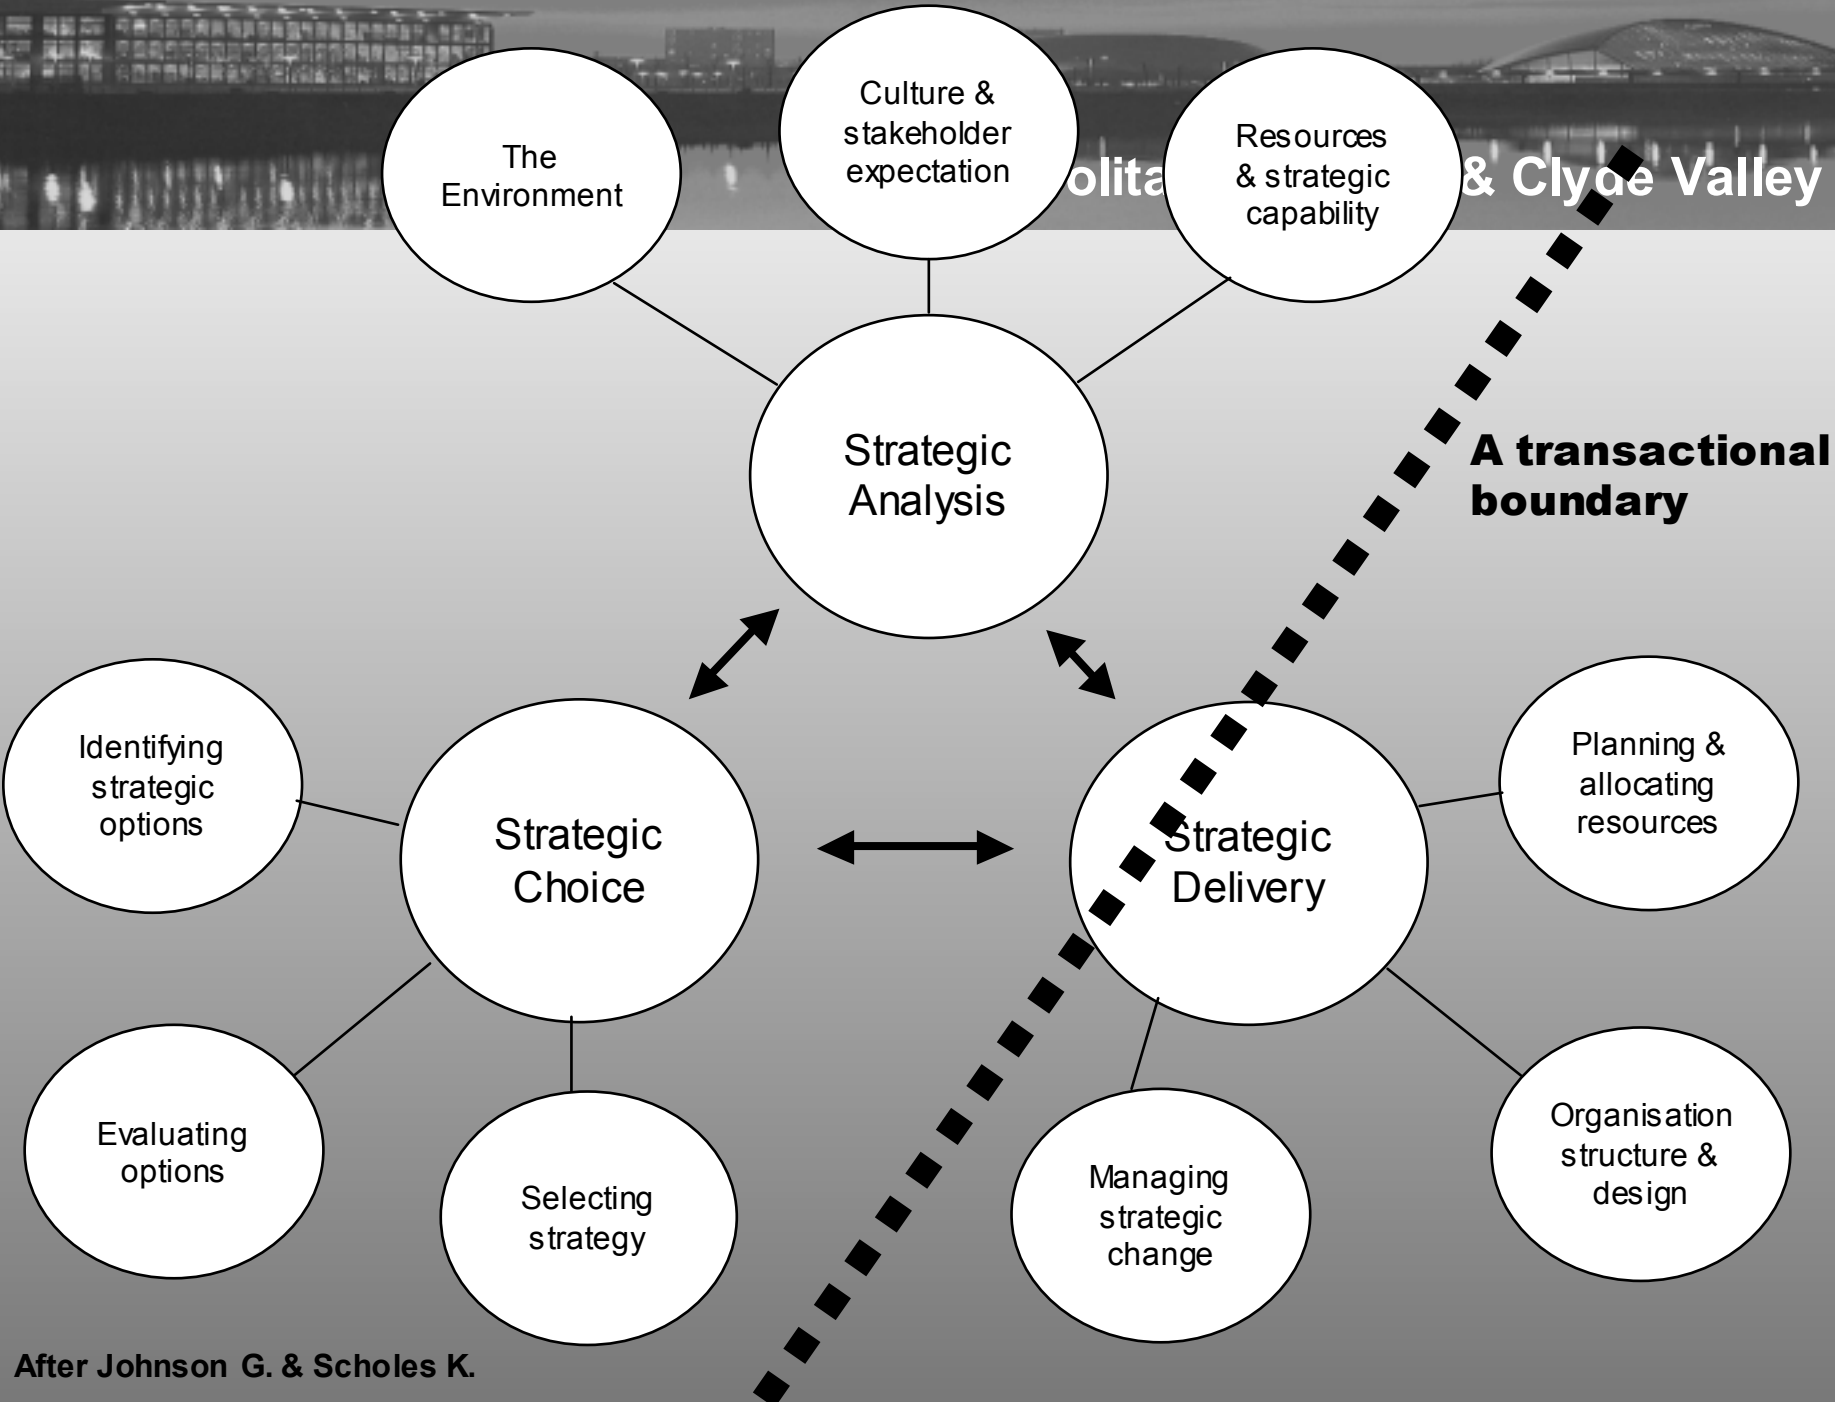 The
Environment
Culture &
stakeholder
expectation
Resources
& strategic
capability
& Clyde Valley
Strategic
Analysis
A transactional
boundary
Identifying
strategic
options
Strategic
Choice
Strategic
Delivery
Planning &
allocating
resources
Evaluating
options
Selecting
strategy
Managing
strategic
change
Organisation
structure &
design
After Johnson G. & Scholes K.